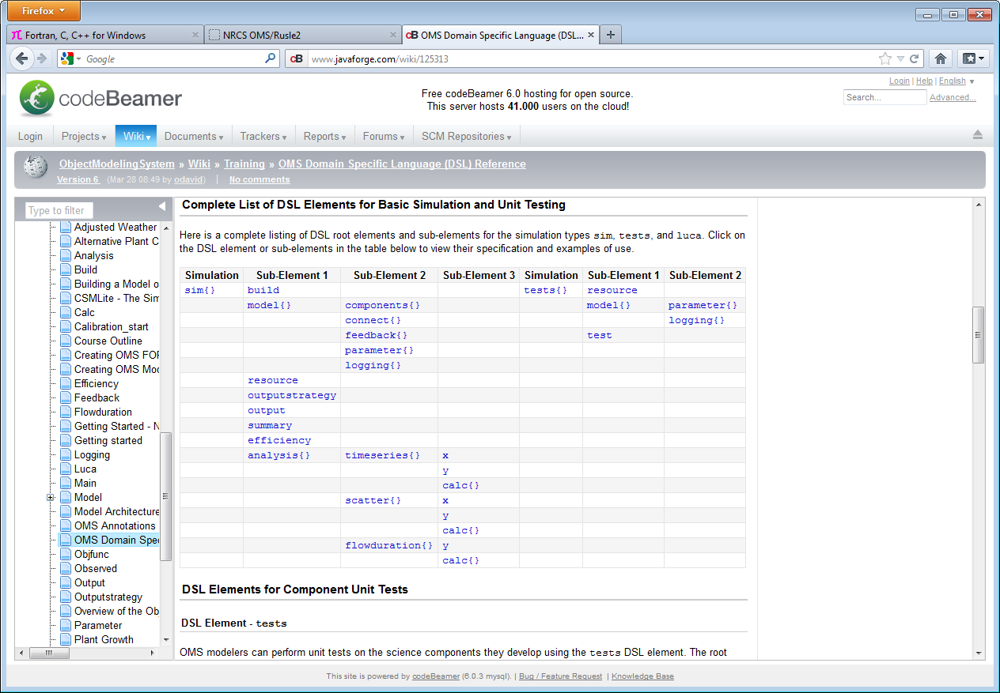 Firefox
Fortran, C, C++ for Windows
NRCS OMS/Rusle2
cB OMS Domain Specific Language (DSL...
Google
cB www.javaforge.com/wiki/125313
Login | Help | English
codeBeamer
Free codeBeamer 6.0 hosting for open source.
This server hosts 41.000 users on the cloud!
Search... Advanced...
Login Projects Wiki Documents Trackers Reports Forums SCM Repositories
ObjectModelingSystem » Wiki » Training » OMS Domain Specific Language (DSL) Reference
Version 6 (Mar 28 08:49 by odavid) | No comments
Type to filter
Adjusted Weather
Alternative Plant C
Analysis
Build
Building a Model o
CSMLite - The Sim
Calc
Calibration_start
Course Outline
Creating OMS FOR
Creating OMS Mod
Efficiency
Feedback
Flowduration
Getting Started - N
Getting started
Logging
Luca
Main
Model
Model Architecture
OMS Annotations
OMS Domain Spec
Objfunc
Observed
Output
Outputstrategy
Overview of the Ob
Parameter
Plant Growth
Complete List of DSL Elements for Basic Simulation and Unit Testing
Here is a complete listing of DSL root elements and sub-elements for the simulation types sim, tests, and luca. Click on
the DSL element or sub-elements in the table below to view their specification and examples of use.
Simulation Sub-Element 1 Sub-Element 2 Sub-Element 3 Simulation Sub-Element 1 Sub-Element 2
sim{} build tests{} resource
model{} components{} model{} parameter{}
connect{} logging{}
feedback{} test
parameter{}
logging{}
resource
outputstrategy
output
summary
efficiency
analysis{} timeseries{} x
y
calc{}
scatter{} x
y
calc{}
flowduration{} y
calc{}
DSL Elements for Component Unit Tests
DSL Element - tests
OMS modelers can perform unit tests on the science components they develop using the tests DSL element. The root
This site is powered by codeBeamer (6.0.3 mysql). | Bug / Feature Request | Knowledge Base